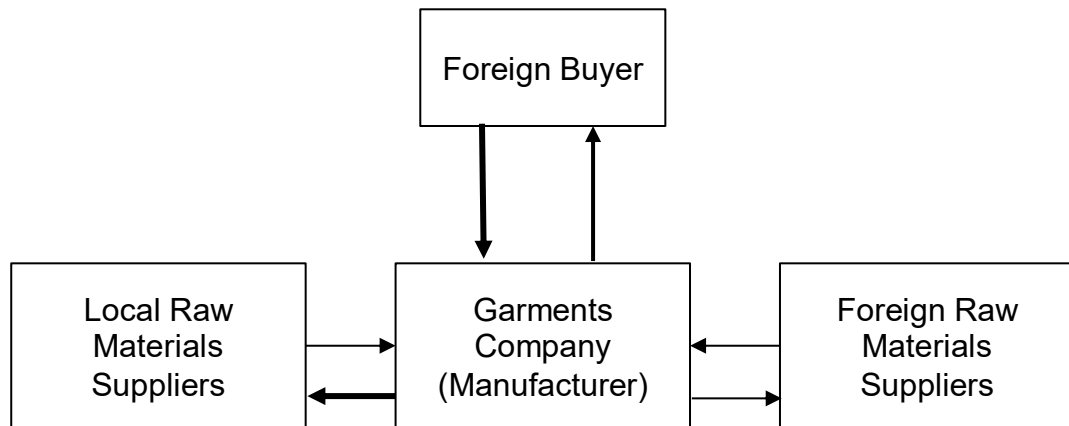 Foreign Buyer
Local Raw
Materials
Suppliers
Garments
Company
(Manufacturer)
Foreign Raw
Materials
Suppliers